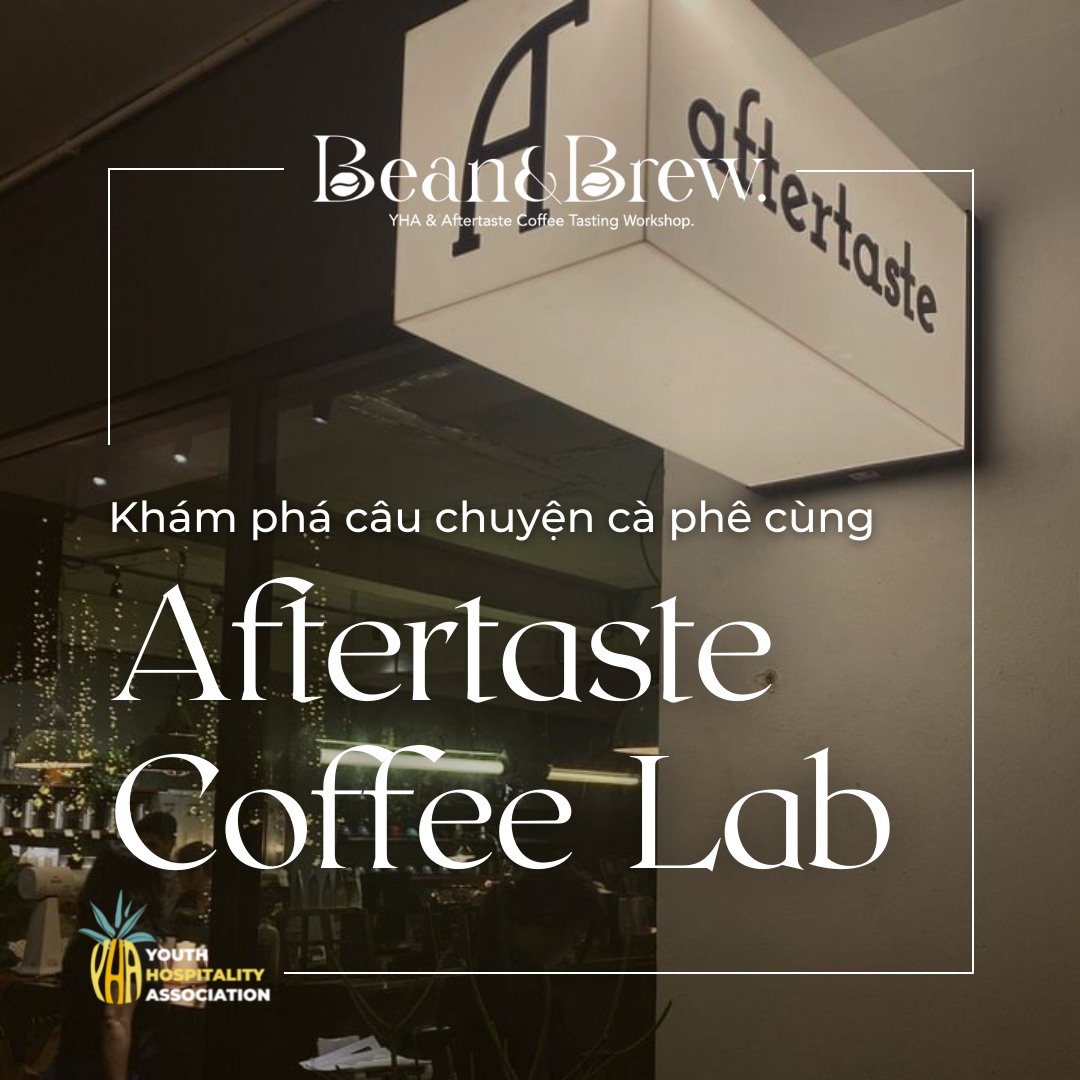 A
aftertaste
Bean&Brew.
YHA & Aftertaste Coffee Tasting Workshop.
Khám phá câu chuyện cà phê cùng
Aftertaste
Coffee Lab
YHA
YOUTH
HOSPITALITY
ASSOCIATION